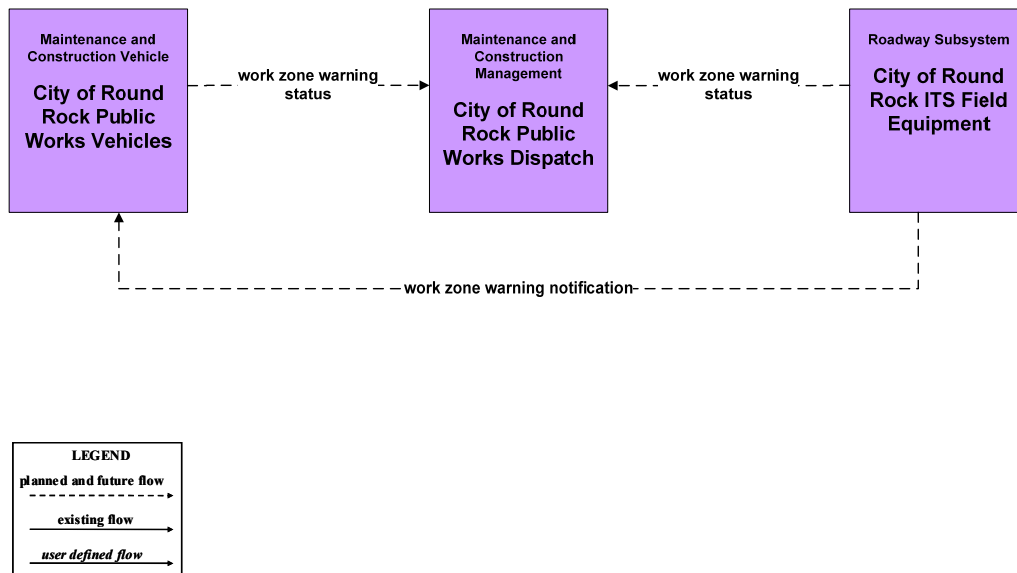 Maintenance and
Construction Vehicle
City of Round
Rock Public
Works Vehicles
work zone warning
status
Maintenance and
Construction
Management
City of Round
Rock Public
Works Dispatch
work zone warning
status
Roadway Subsystem
City of Round
Rock ITS Field
Equipment
work zone warning notification
LEGEND
planned and future flow
existing flow
user defined flow